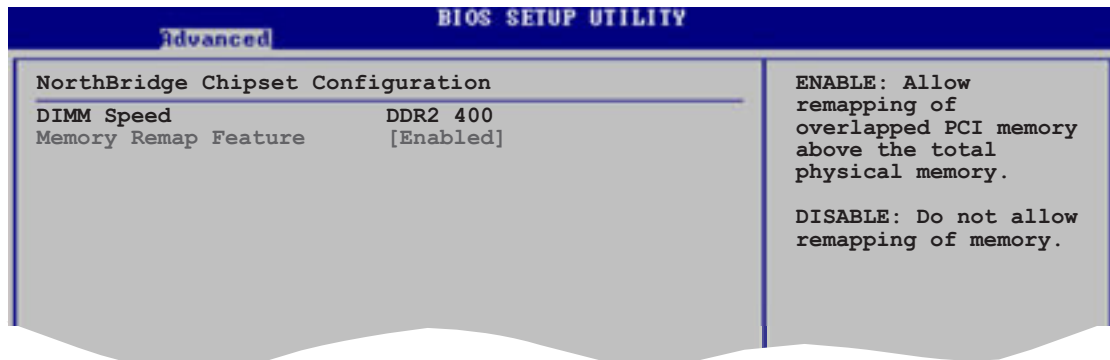 BIOS SETUP UTILITY
Advanced
NorthBridge Chipset Configuration
DIMM Speed DDR2 400
Memory Remap Feature [Enabled]
ENABLE: Allow
remapping of
overlapped PCI memory
above the total
physical memory.
DISABLE: Do not allow
remapping of memory.